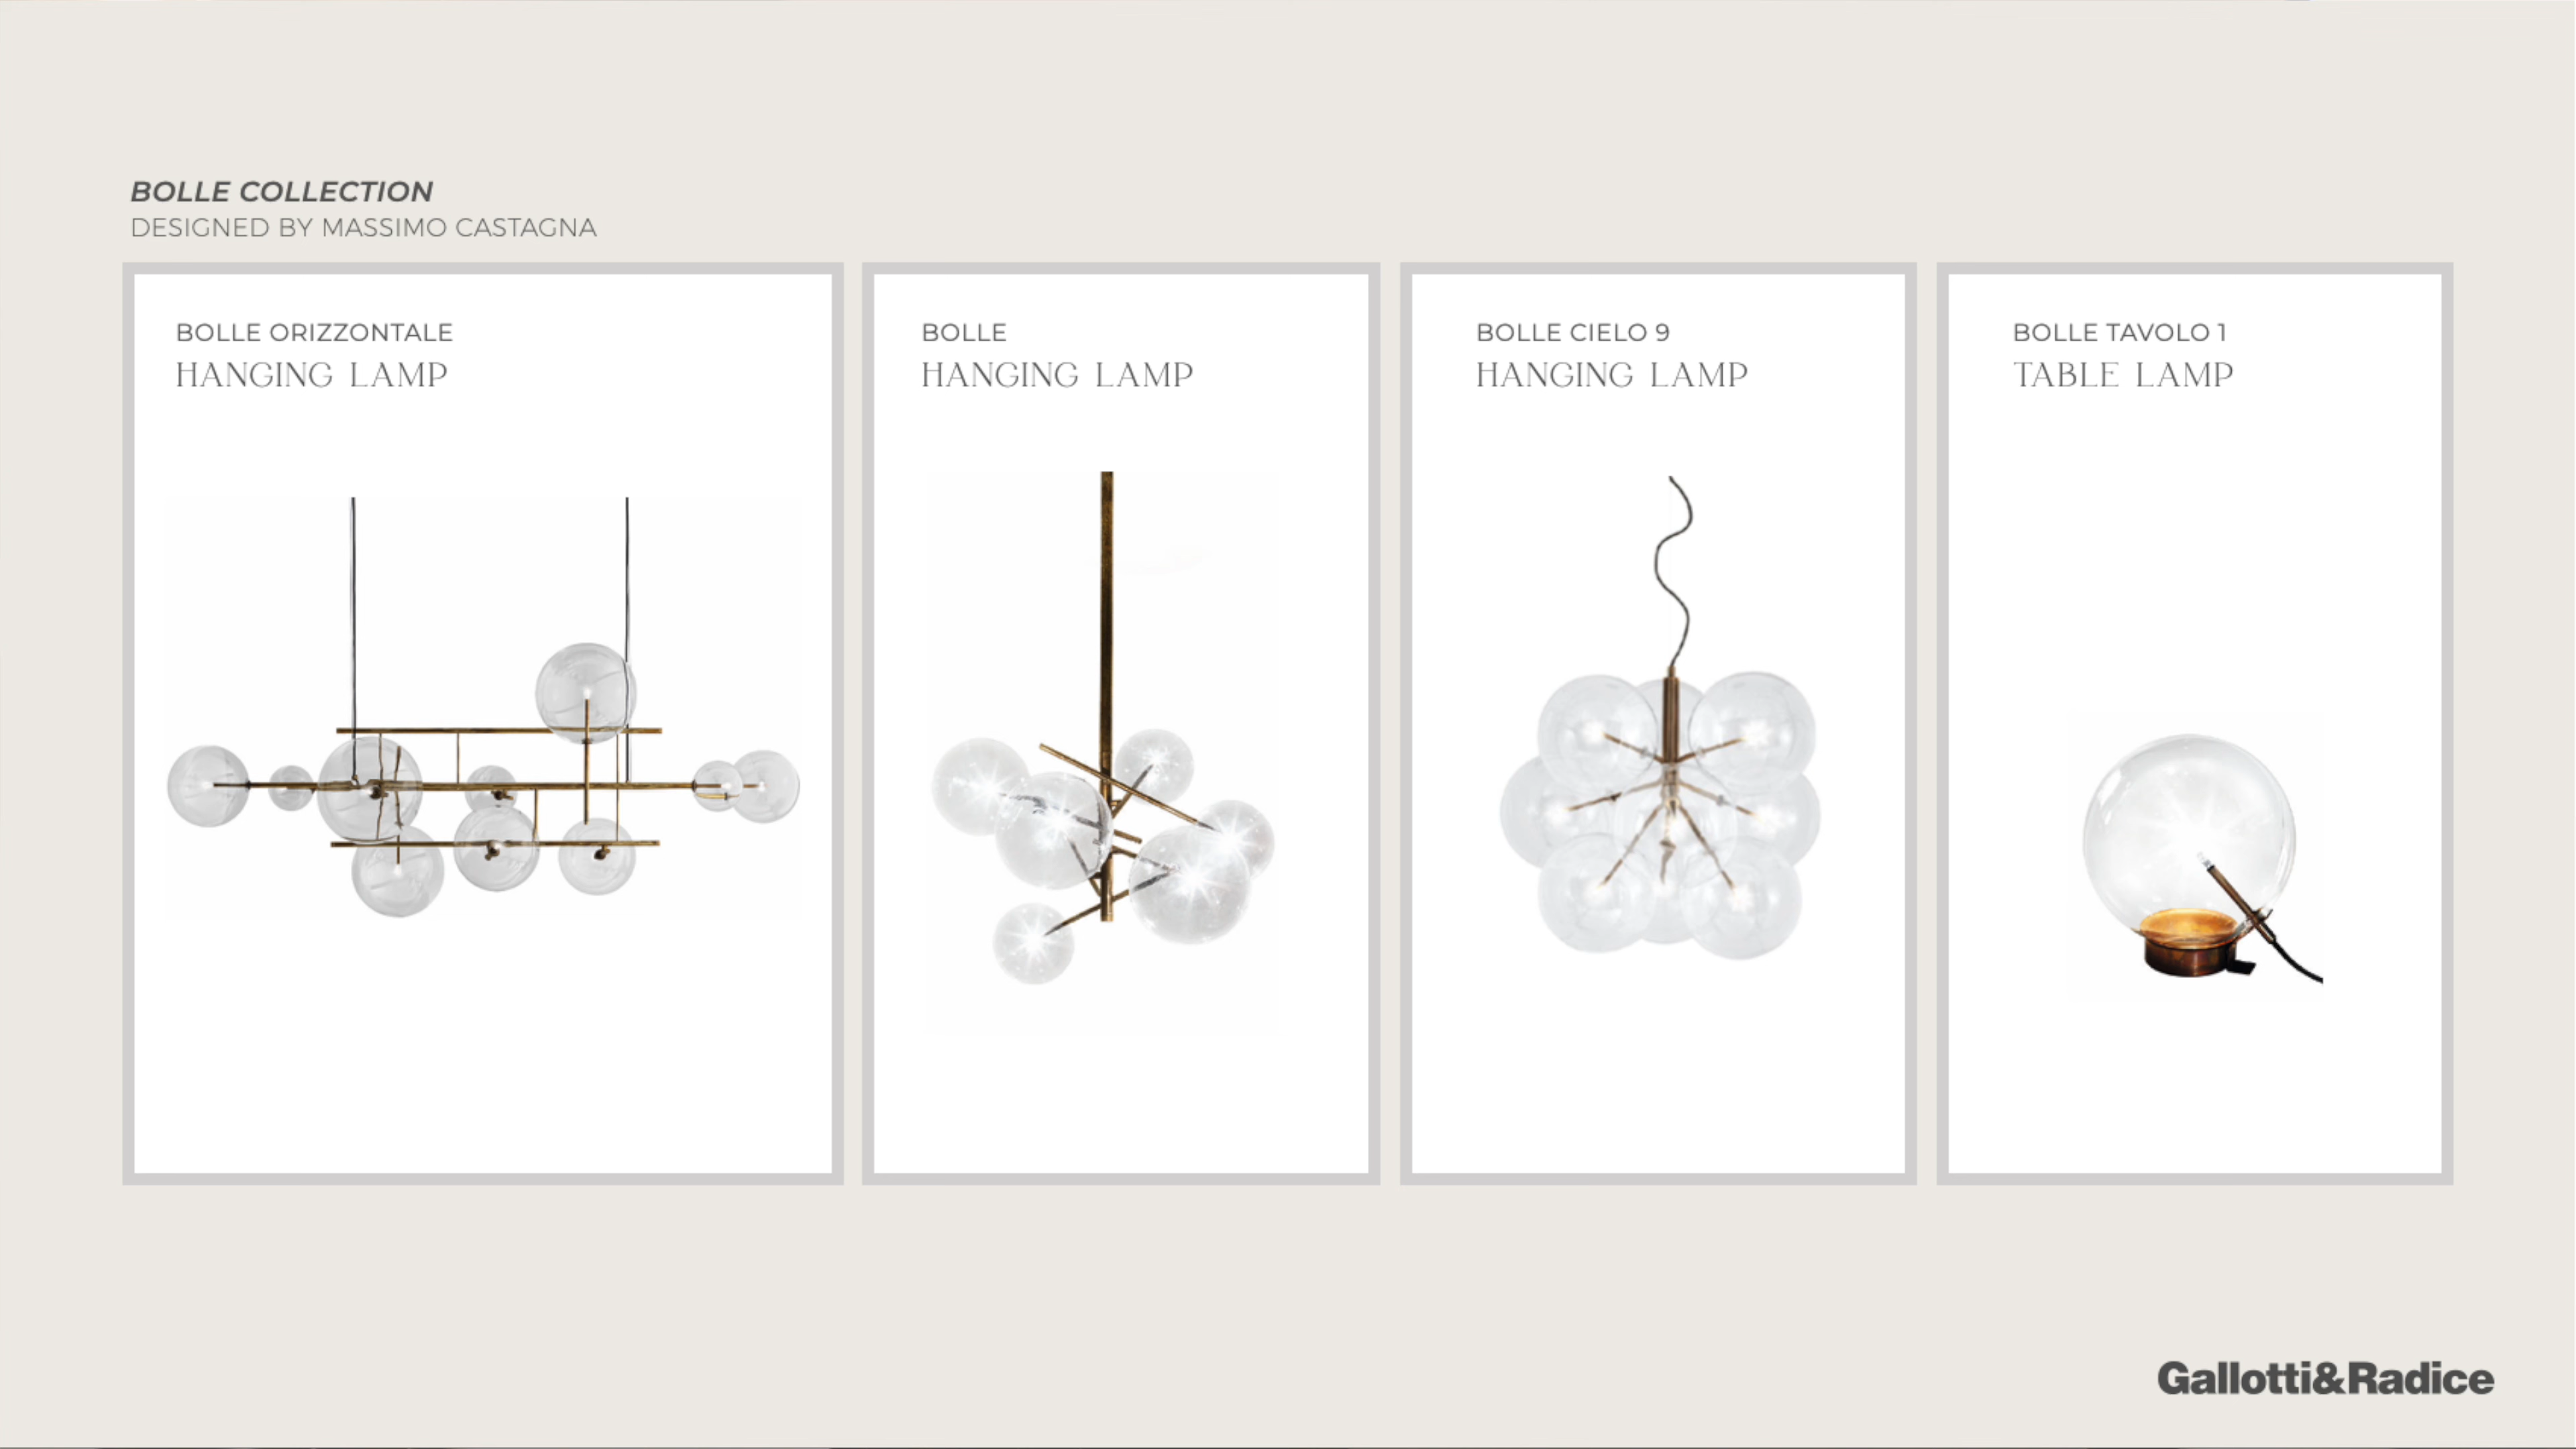 BOLLE COLLECTION
DESIGNED BY MASSIMO CASTAGNA
BOLLE ORIZZONTALE
HANGING LAMP
BOLLE
HANGING LAMP
BOLLE CIELO 9
HANGING LAMP
BOLLE TAVOLO 1
TABLE LAMP
Gallotti&Radice